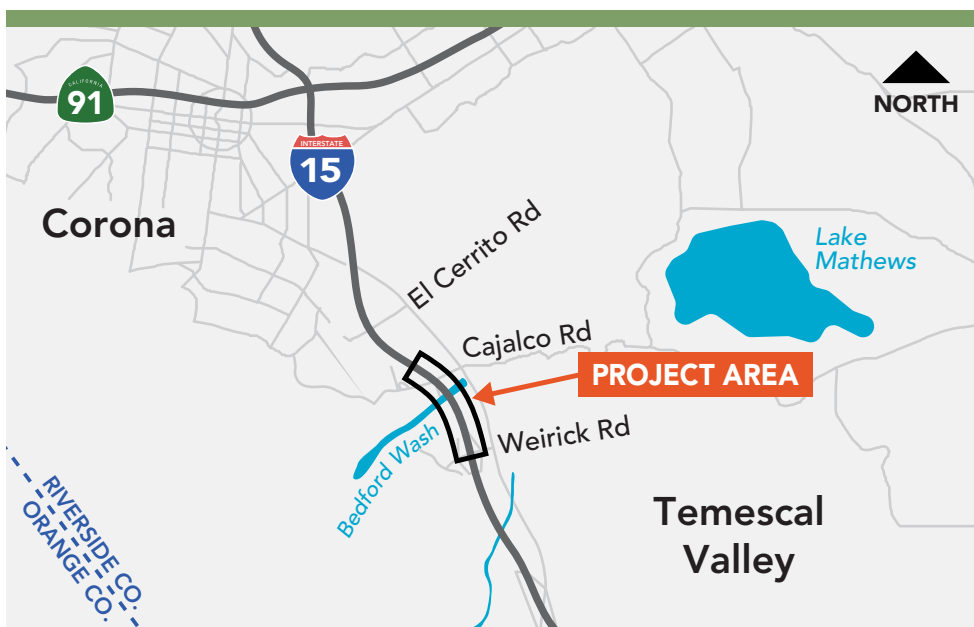 CALIFORNIA
91
NORTH
INTERSTATE
15
Corona
El Cerrito Rd
Lake
Mathews
Cajalco Rd
PROJECT AREA
Bedford Wash
Weirick Rd
Temescal
Valley
RIVERSIDE CO.
ORANGE CO.